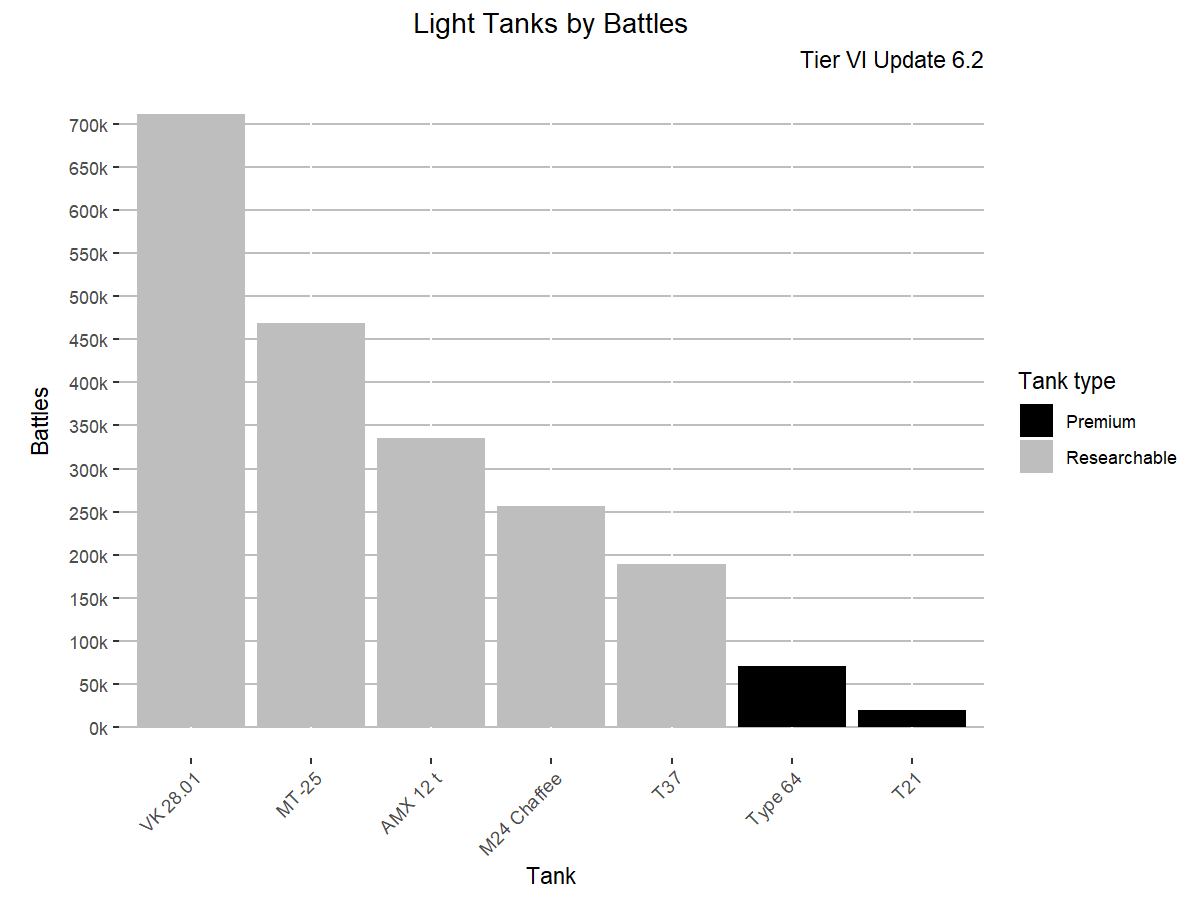 Light Tanks by Battles
Tier VI Update 6.2
Battles
700k
650k
600k
550k
500k
450k
400k
350k
300k
250k
200k
150k
100k
50k
0k
VK 28.01
MT-25
AMX 12 t
M24 Chaffee
T37
Type 64
T21
Tank
Tank type
Premium
Researchable